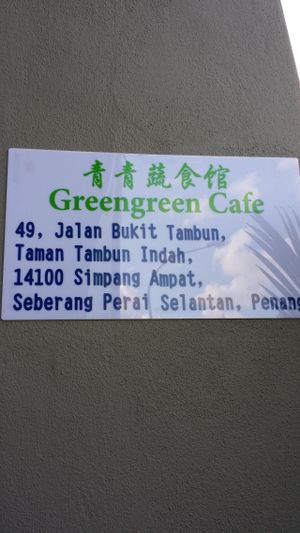 青青蔬食馆
Greengreen Cafe
49, Jalan Bukit Tambun,
Taman Tambun Indah,
14100 Simpang Ampat,
Seberang Perai Selantan, Penang